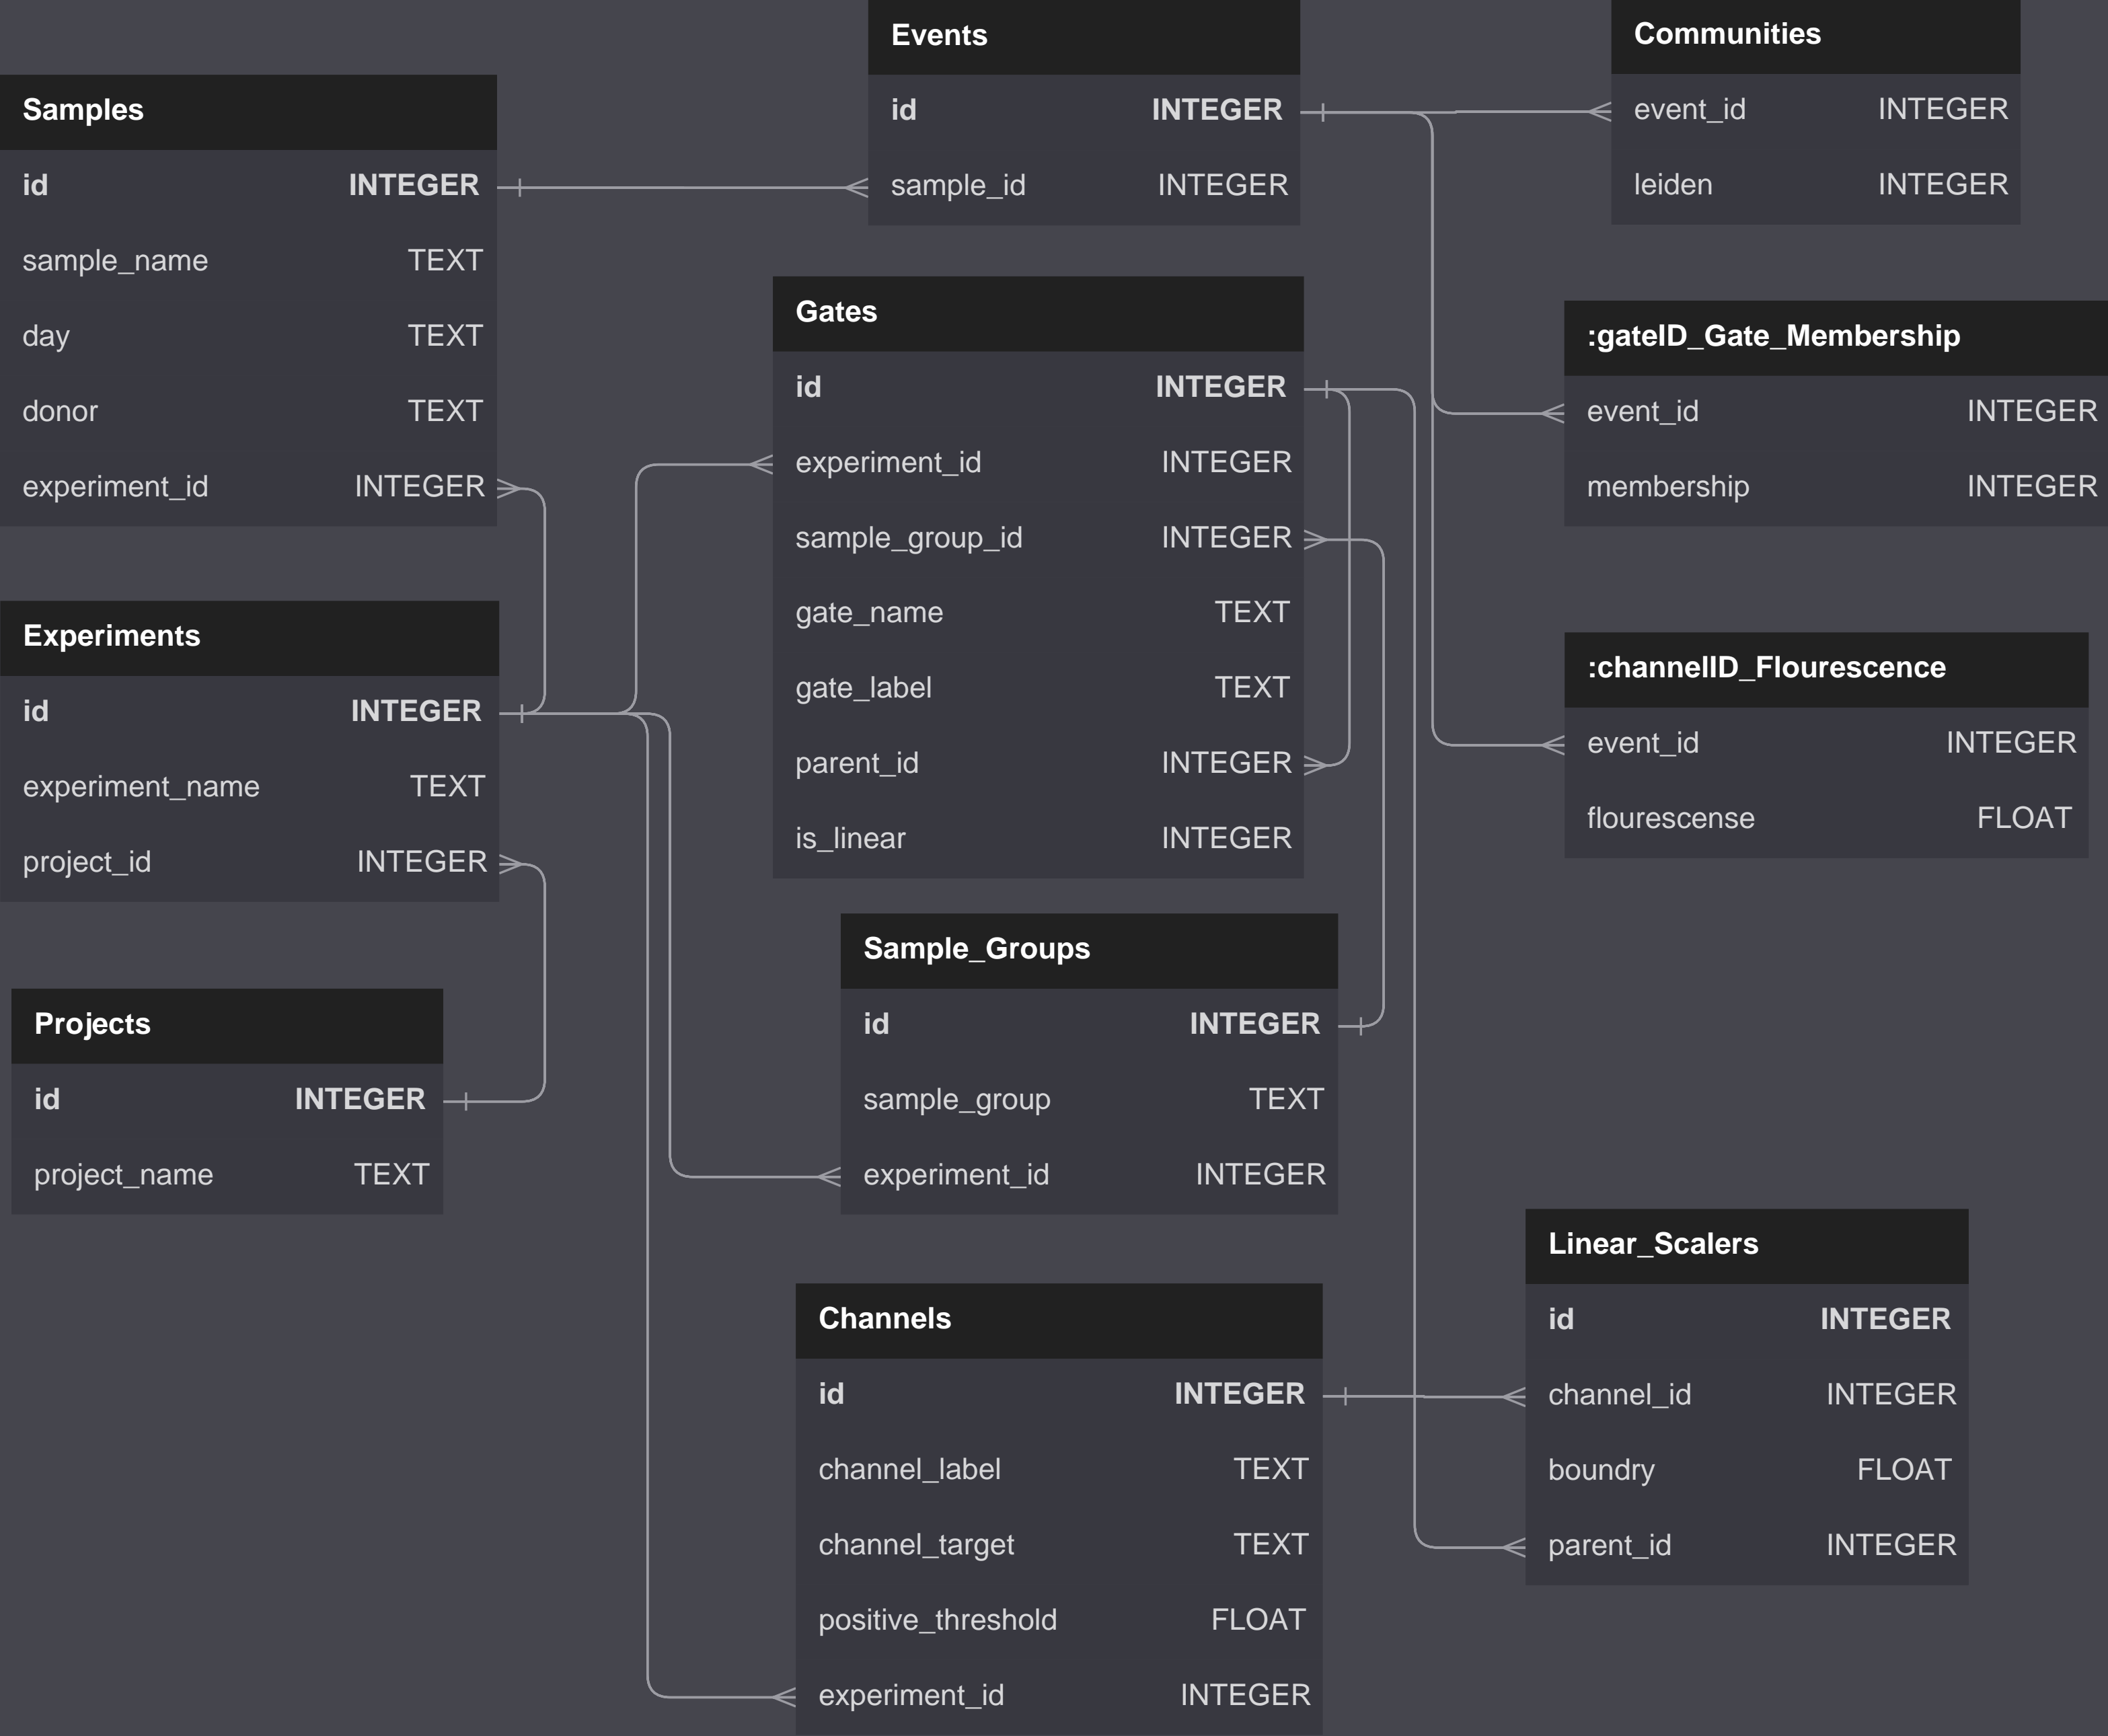 Samples
id INTEGER
sample_name TEXT
day TEXT
donor TEXT
experiment_id INTEGER
Experiments
id INTEGER
experiment_name TEXT
project_id INTEGER
Projects
id INTEGER
project_name TEXT
Events
id INTEGER
sample_id INTEGER
Gates
id INTEGER
experiment_id INTEGER
sample_group_id INTEGER
gate_name TEXT
gate_label TEXT
parent_id INTEGER
is_linear INTEGER
Sample_Groups
id INTEGER
sample_group TEXT
experiment_id INTEGER
Channels
id INTEGER
channel_label TEXT
channel_target TEXT
positive_threshold FLOAT
experiment_id INTEGER
Communities
event_id INTEGER
leiden INTEGER
:gateID_Gate_Membership
event_id INTEGER
membership INTEGER
:channelID_Flourescence
event_id INTEGER
flourescense FLOAT
Linear_Scalers
id INTEGER
channel_id INTEGER
boundry FLOAT
parent_id INTEGER